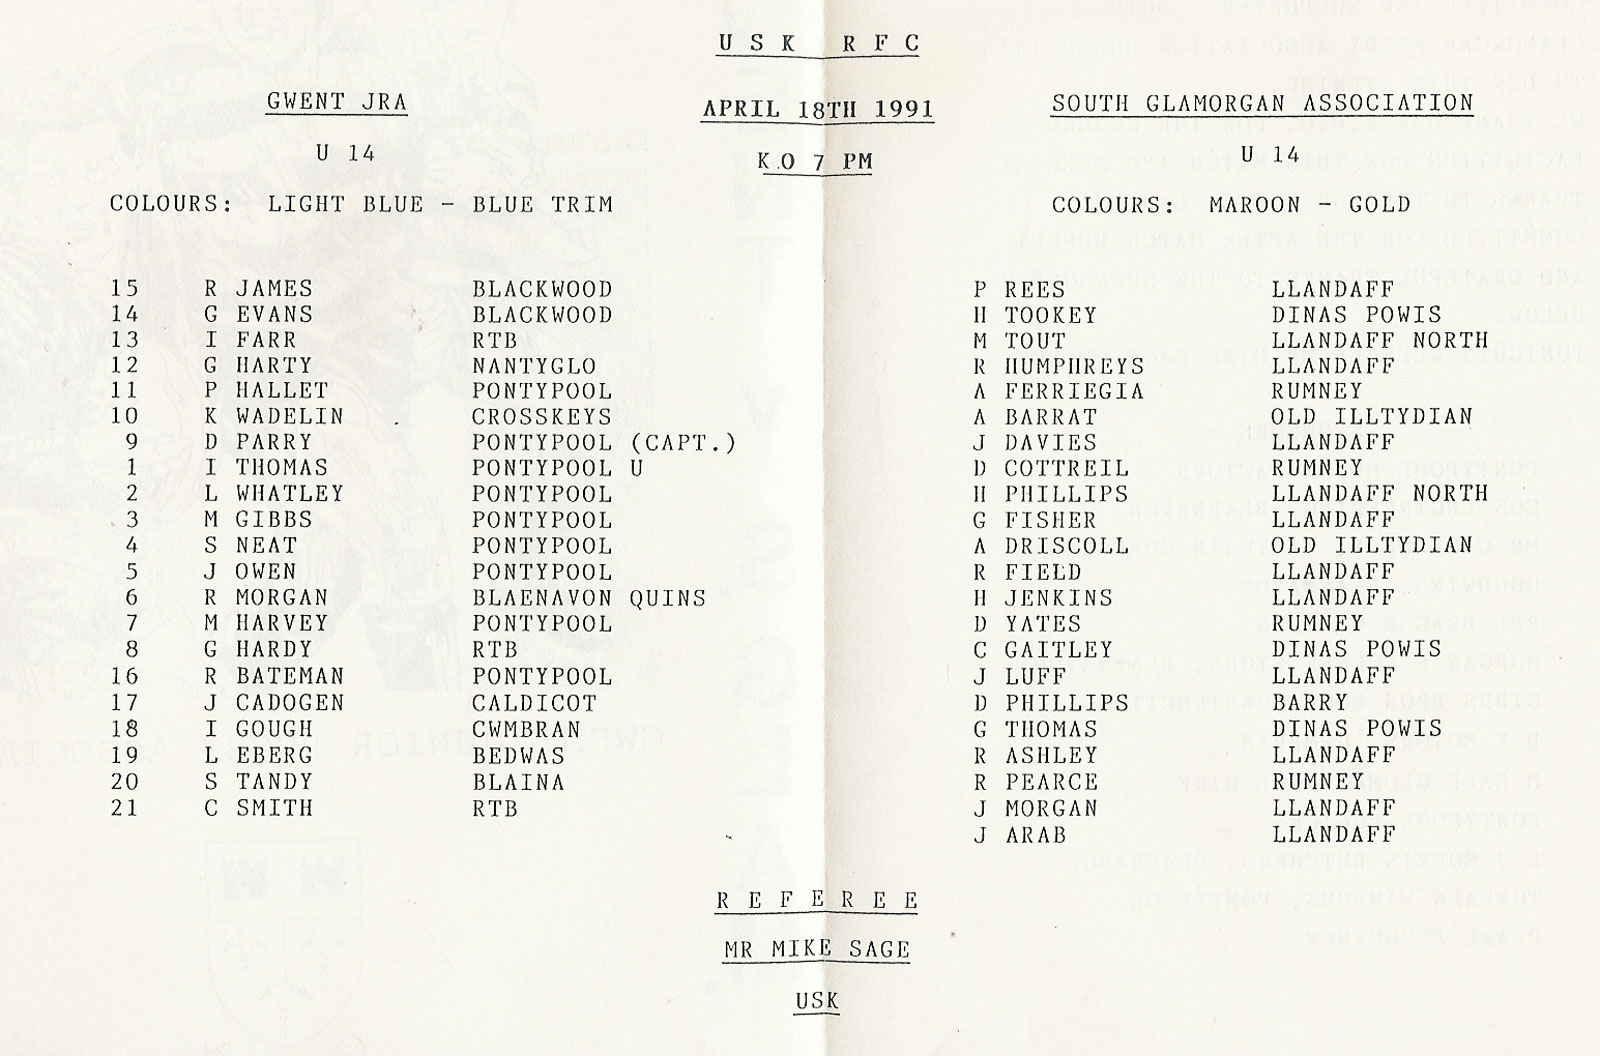 U S K  R F C
GWENT JRA  APRIL 18TH 1991  SOUTH GLAMORGAN ASSOCIATION
U 14  K.O 7 PM  U 14
COLOURS: LIGHT BLUE - BLUE TRIM  COLOURS: MAROON - GOLD
15 R JAMES BLACKWOOD  P REES LLANDAFF
14 G EVANS BLACKWOOD  H TOOKEY DINAS POWIS
13 I FARR RTB  M TOUT LLANDAFF NORTH
12 G HARTY NANTYGLO  R HUMPHREYS LLANDAFF
11 P HALLET PONTYPOOL  A FERRIEGIA RUMNEY
10 K WADELIN CROSSKEYS  A BARRAT OLD ILLTYDIAN
9 D PARRY PONTYPOOL (CAPT.)  J DAVIES LLANDAFF
1 I THOMAS PONTYPOOL U  D COTTREIL RUMNEY
2 L WHATLEY PONTYPOOL  H PHILLIPS LLANDAFF NORTH
3 M GIBBS PONTYPOOL  G FISHER LLANDAFF
4 S NEAT PONTYPOOL  A DRISCOLL OLD ILLTYDIAN
5 J OWEN PONTYPOOL  R FIELD LLANDAFF
6 R MORGAN BLAENAVON QUINS  H JENKINS LLANDAFF
7 M HARVEY PONTYPOOL  D YATES RUMNEY
8 G HARDY RTB  C GAITLEY DINAS POWIS
16 R BATEMAN PONTYPOOL  J LUFF LLANDAFF
17 J CADOGEN CALDICOT  D PHILLIPS BARRY
18 I GOUGH CWMBRAN  G THOMAS DINAS POWIS
19 L EBERG BEDWAS  R ASHLEY LLANDAFF
20 S TANDY BLAINA  R PEARCE RUMNEY
21 C SMITH RTB  J MORGAN LLANDAFF
J ARAB LLANDAFF
R E F E R E E
MR MIKE SAGE
USK